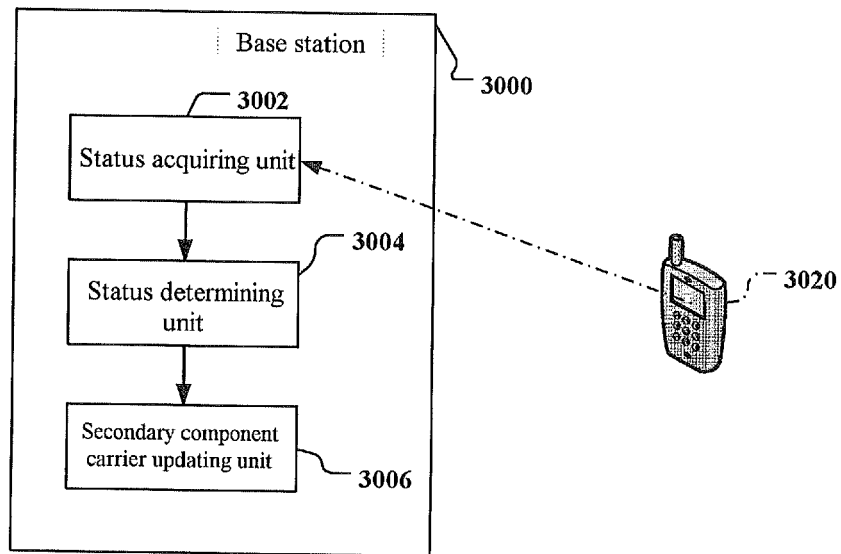 Base station
3000
3002
Status acquiring unit
3004
Status determining
unit
3020
Secondary component
carrier updating unit
3006